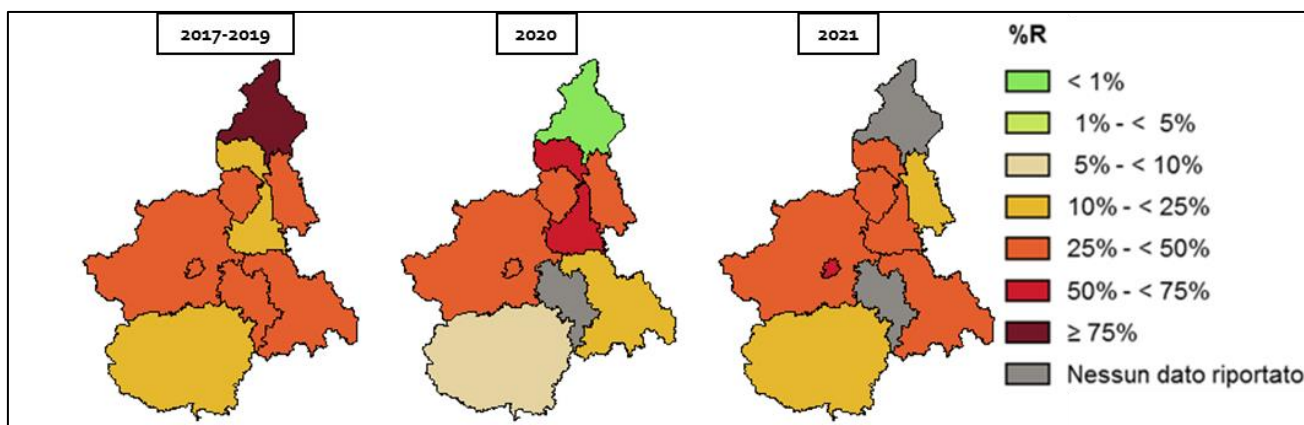 2017-2019
2020
2021
%R
< 1%
1% - < 5%
5% - < 10%
10% - < 25%
25% - < 50%
50% - < 75%
≥ 75%
Nessun dato riportato